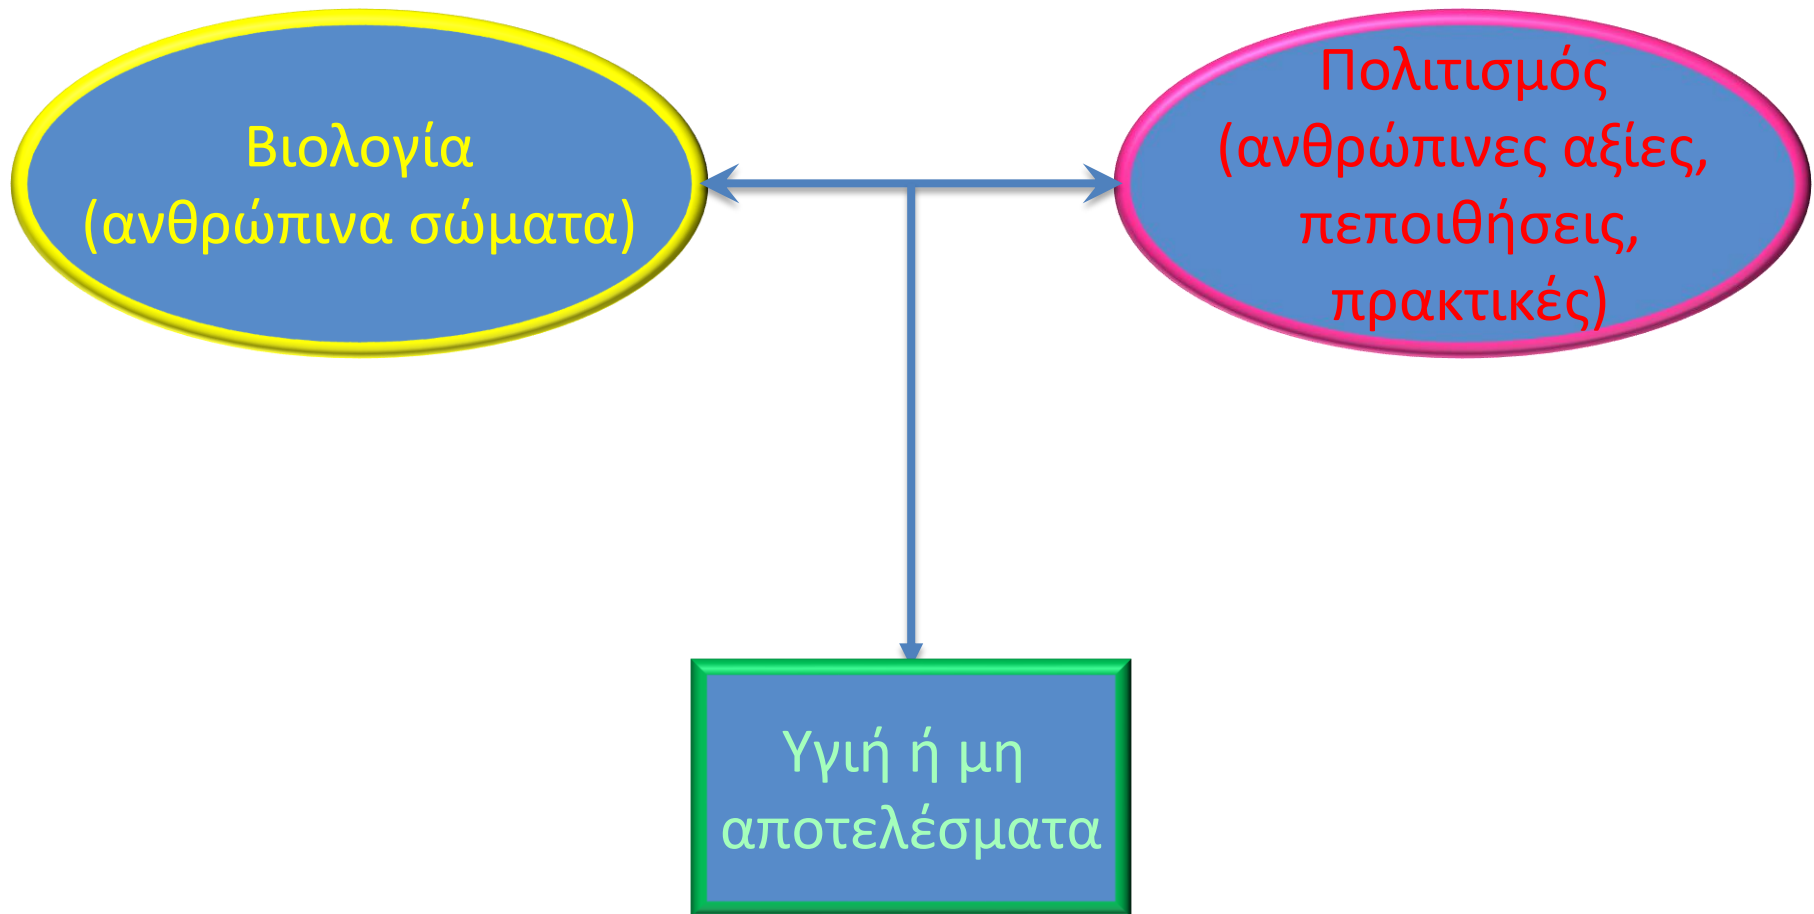 Βιολογία
(ανθρώπινα σώματα)
Πολιτισμός
(ανθρώπινες αξίες,
πεποιθήσεις,
πρακτικές)
Υγιή ή μη
αποτελέσματα